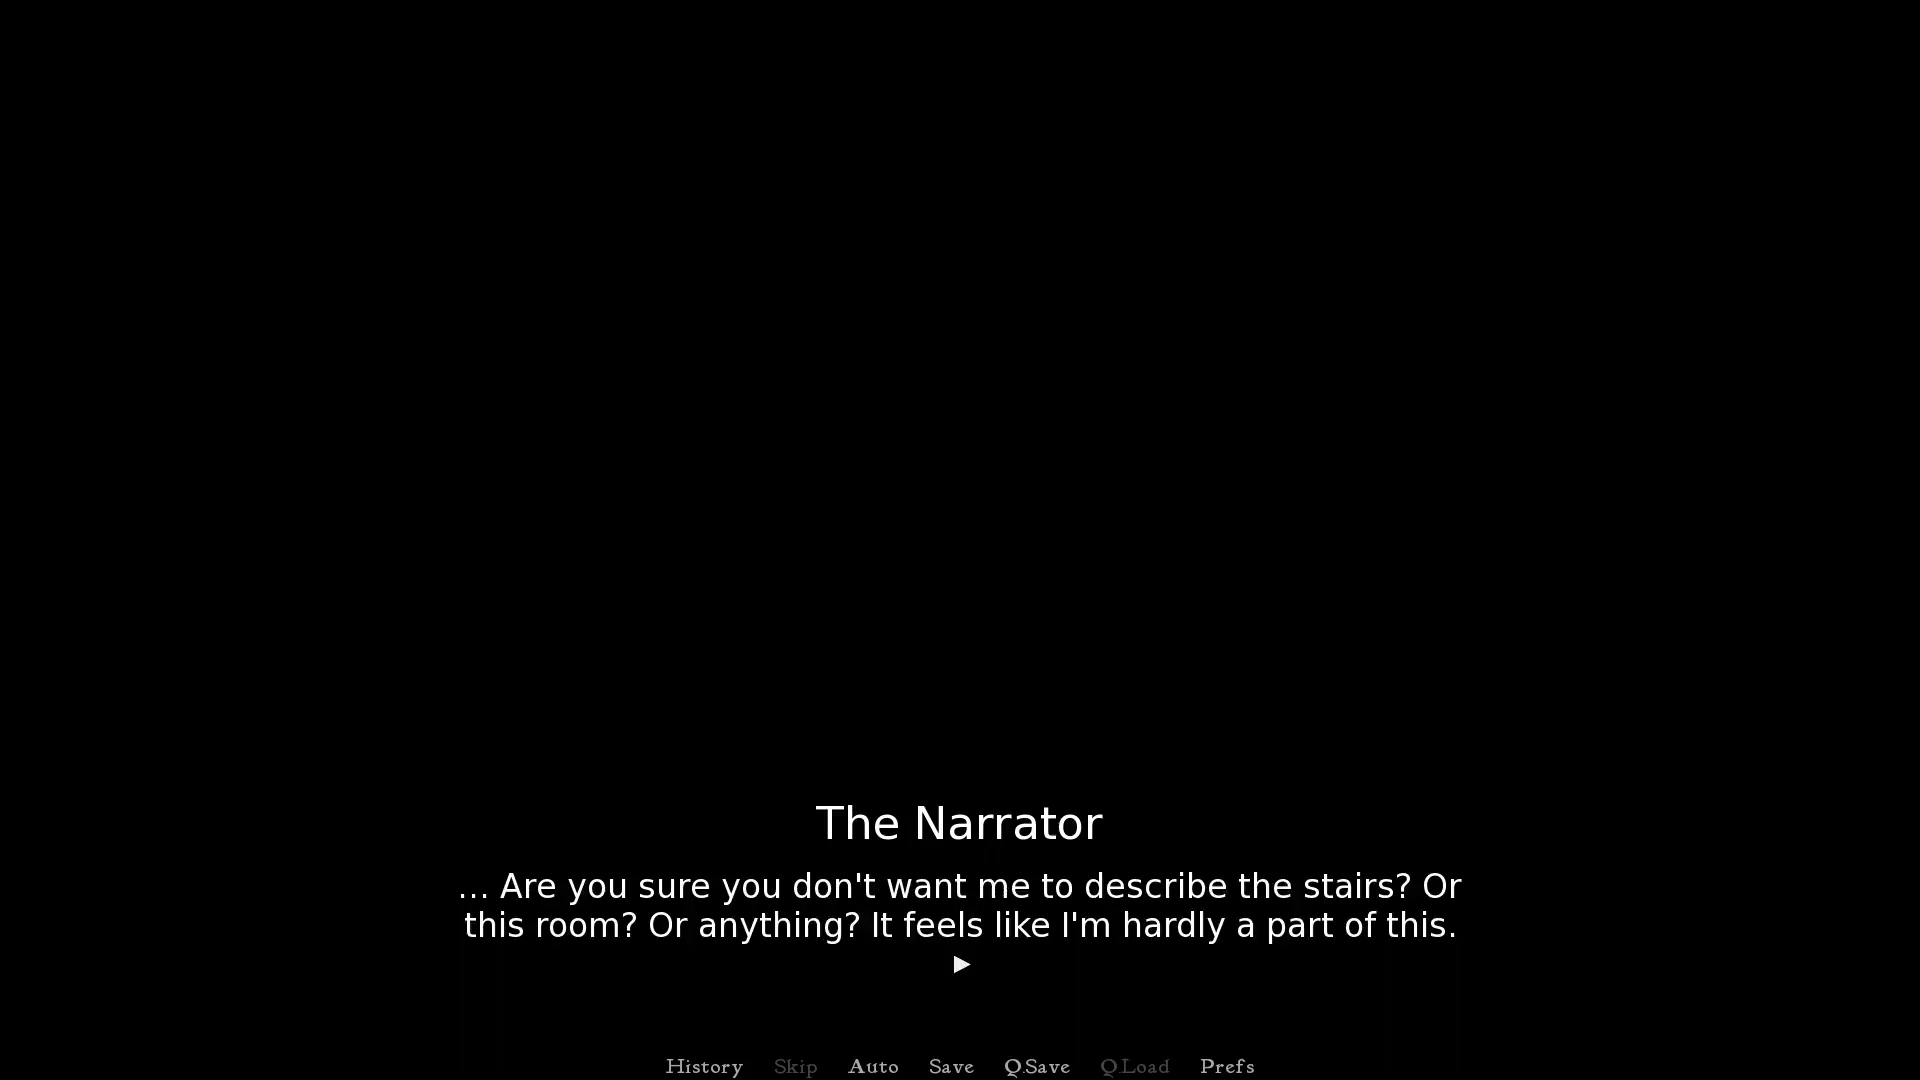 The Narrator
... Are you sure you don't want me to describe the stairs? Or
this room? Or anything? It feels like I'm hardly a part of this.
History Skip Auto Save Q.Save Q.Load Prefs